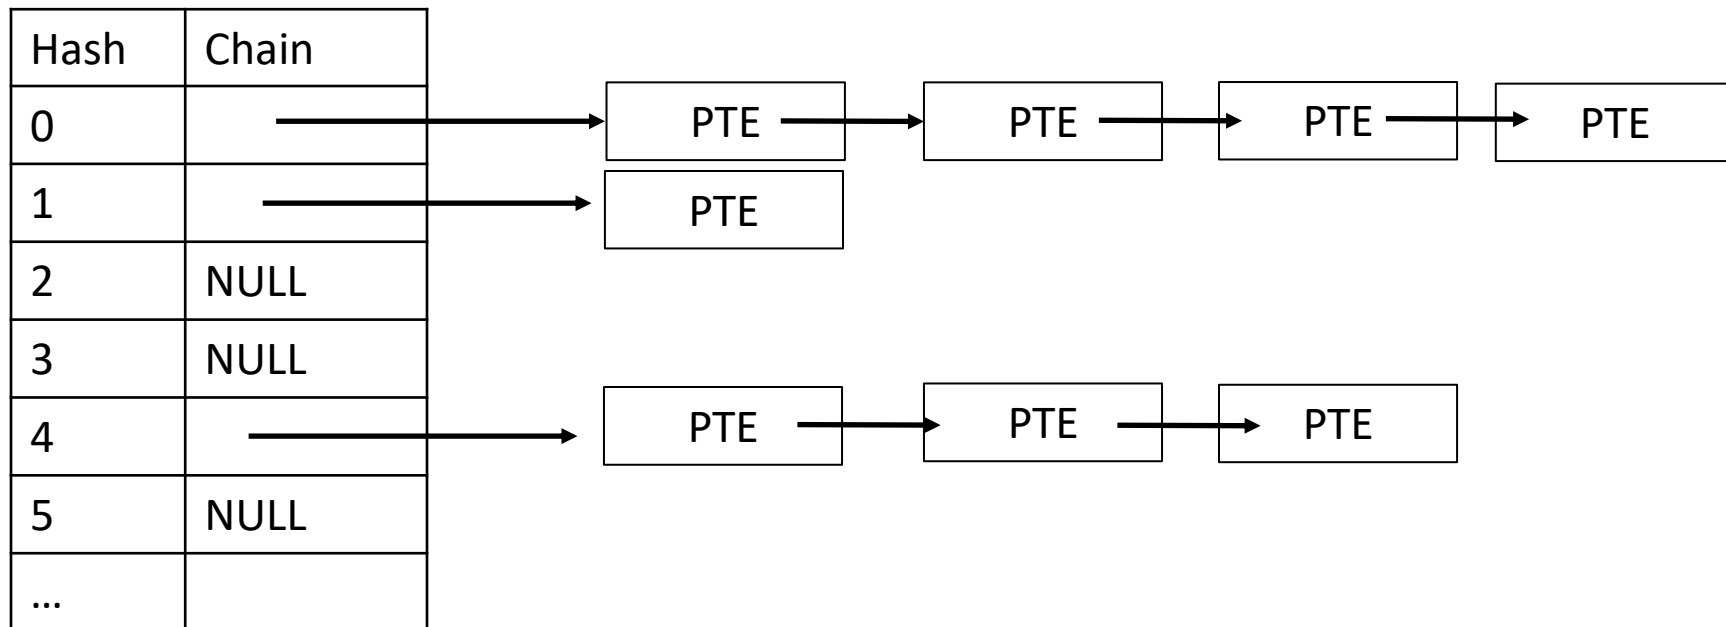 Hash Chain
0 PTE PTE PTE PTE
1 PTE
2 NULL
3 NULL
4 PTE PTE PTE
5 NULL
...